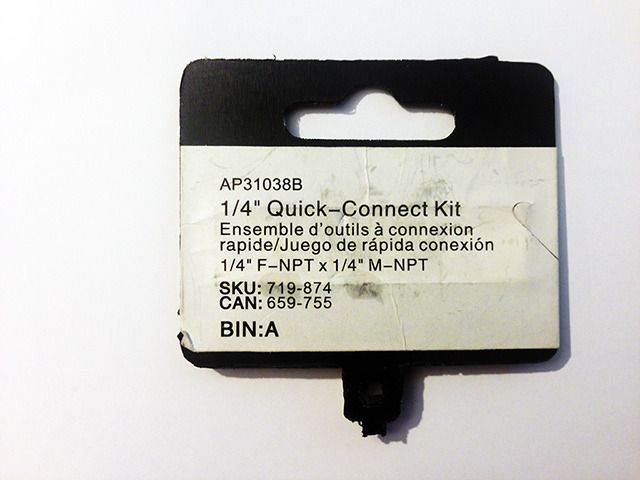 AP31038B
1/4" Quick-Connect Kit
Ensemble d'outils à connexion
rapide/Juego de rápida conexión
1/4" F-NPT x 1/4" M-NPT
SKU: 719-874
CAN: 659-755
BIN:A